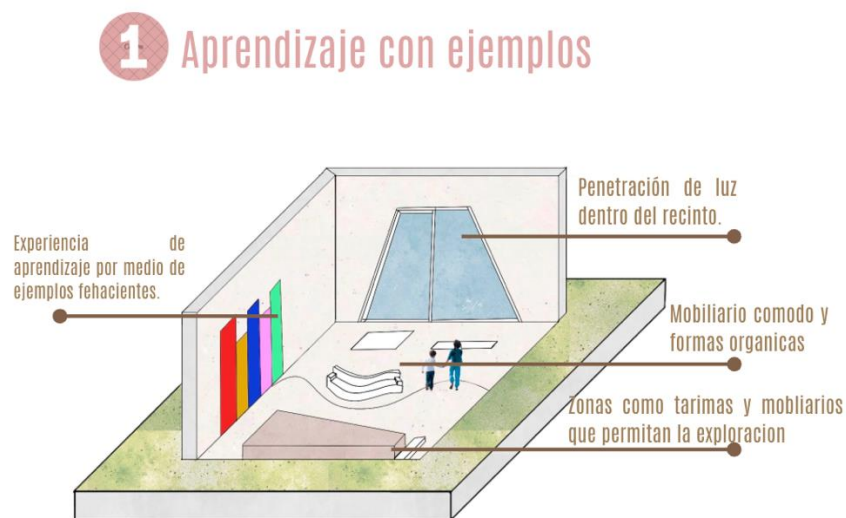 1 Aprendizaje con ejemplos
Penetración de luz
dentro del recinto.
Experiencia de
aprendizaje por medio de
ejemplos fehacientes.
Mobiliario comodo y
formas organicas
Zonas como tarimas y mobliarios
que permitan la exploracion